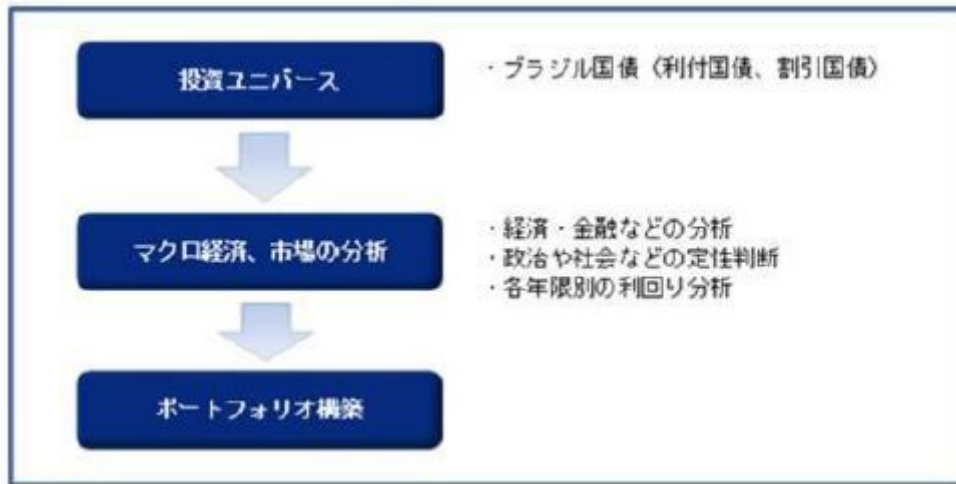 投資ユニバース
・ブラジル国債（利付国債、割引国債）
マクロ経済、市場の分析
・経済・金融などの分析
・政治や社会などの定性判断
・各年限別の利回り分析
ポートフォリオ構築